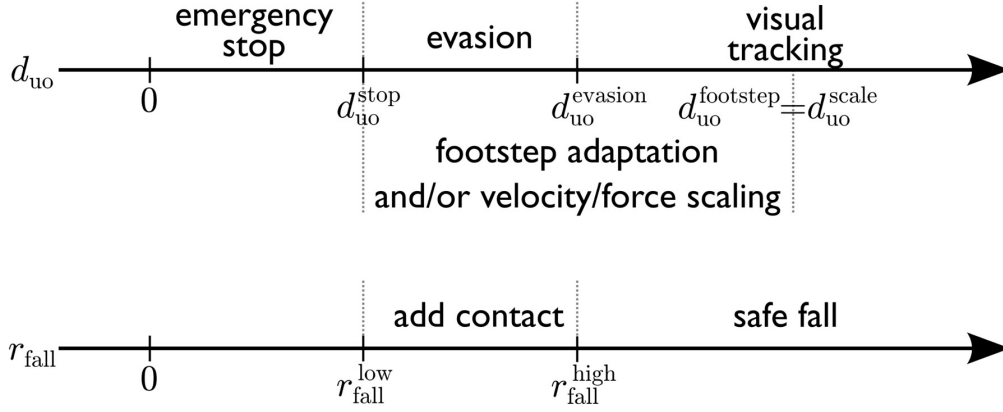 emergency stop
evasion
visual tracking
d_uo
0
d_uo^stop
d_uo^evasion
d_uo^footstep = d_uo^scale
footstep adaptation
and/or velocity/force scaling
add contact
safe fall
r_fall
0
r_fall^low
r_fall^high